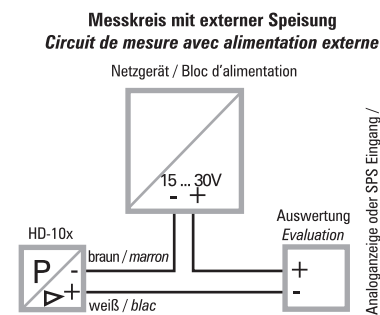 Messkreis mit externer Speisung
Circuit de mesure avec alimentation externe
Netzgerät / Bloc d'alimentation
15 ... 30V
- +
Auswertung
Evaluation
HD-10x
braun / marron
P -
+
weiß / blac
+
-
Analoganzeige oder SPS Eingang /